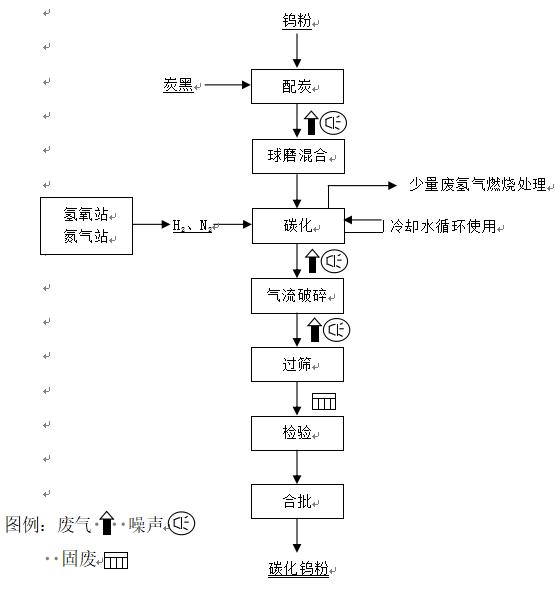 钨粉
炭黑
配炭
球磨混合
少量废氢气燃烧处理
氢氧站
氮气站
H₂、N₂
碳化
冷却水循环使用
气流破碎
过筛
检验
合批
图例：废气 噪声
固废
碳化钨粉